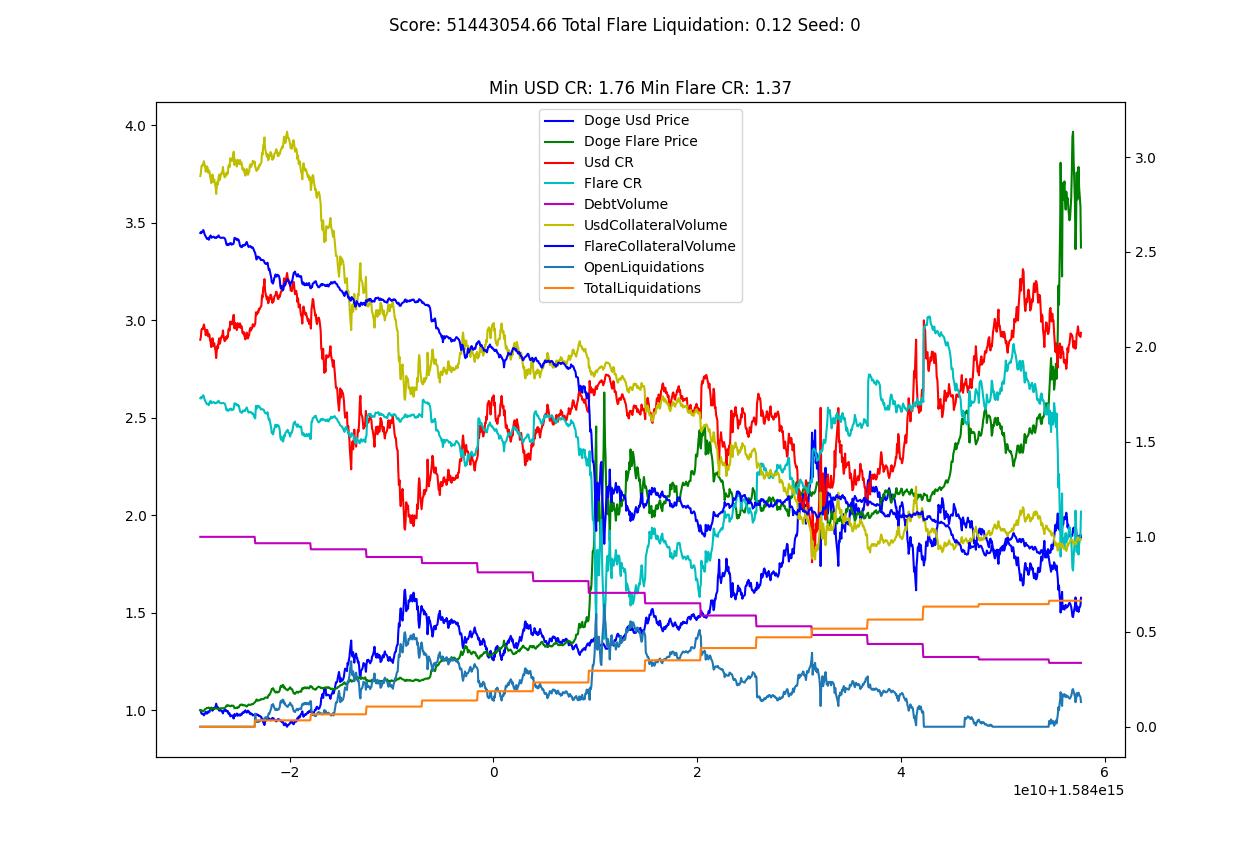 Score: 51443054.66 Total Flare Liquidation: 0.12 Seed: 0
Min USD CR: 1.76 Min Flare CR: 1.37
Doge Usd Price
Doge Flare Price
Usd CR
Flare CR
DebtVolume
UsdCollateralVolume
FlareCollateralVolume
OpenLiquidations
TotalLiquidations
4.0
3.5
3.0
2.5
2.0
1.5
1.0
3.0
2.5
2.0
1.5
1.0
0.5
0.0
−2
0
2
4
6
1e10+1.584e15